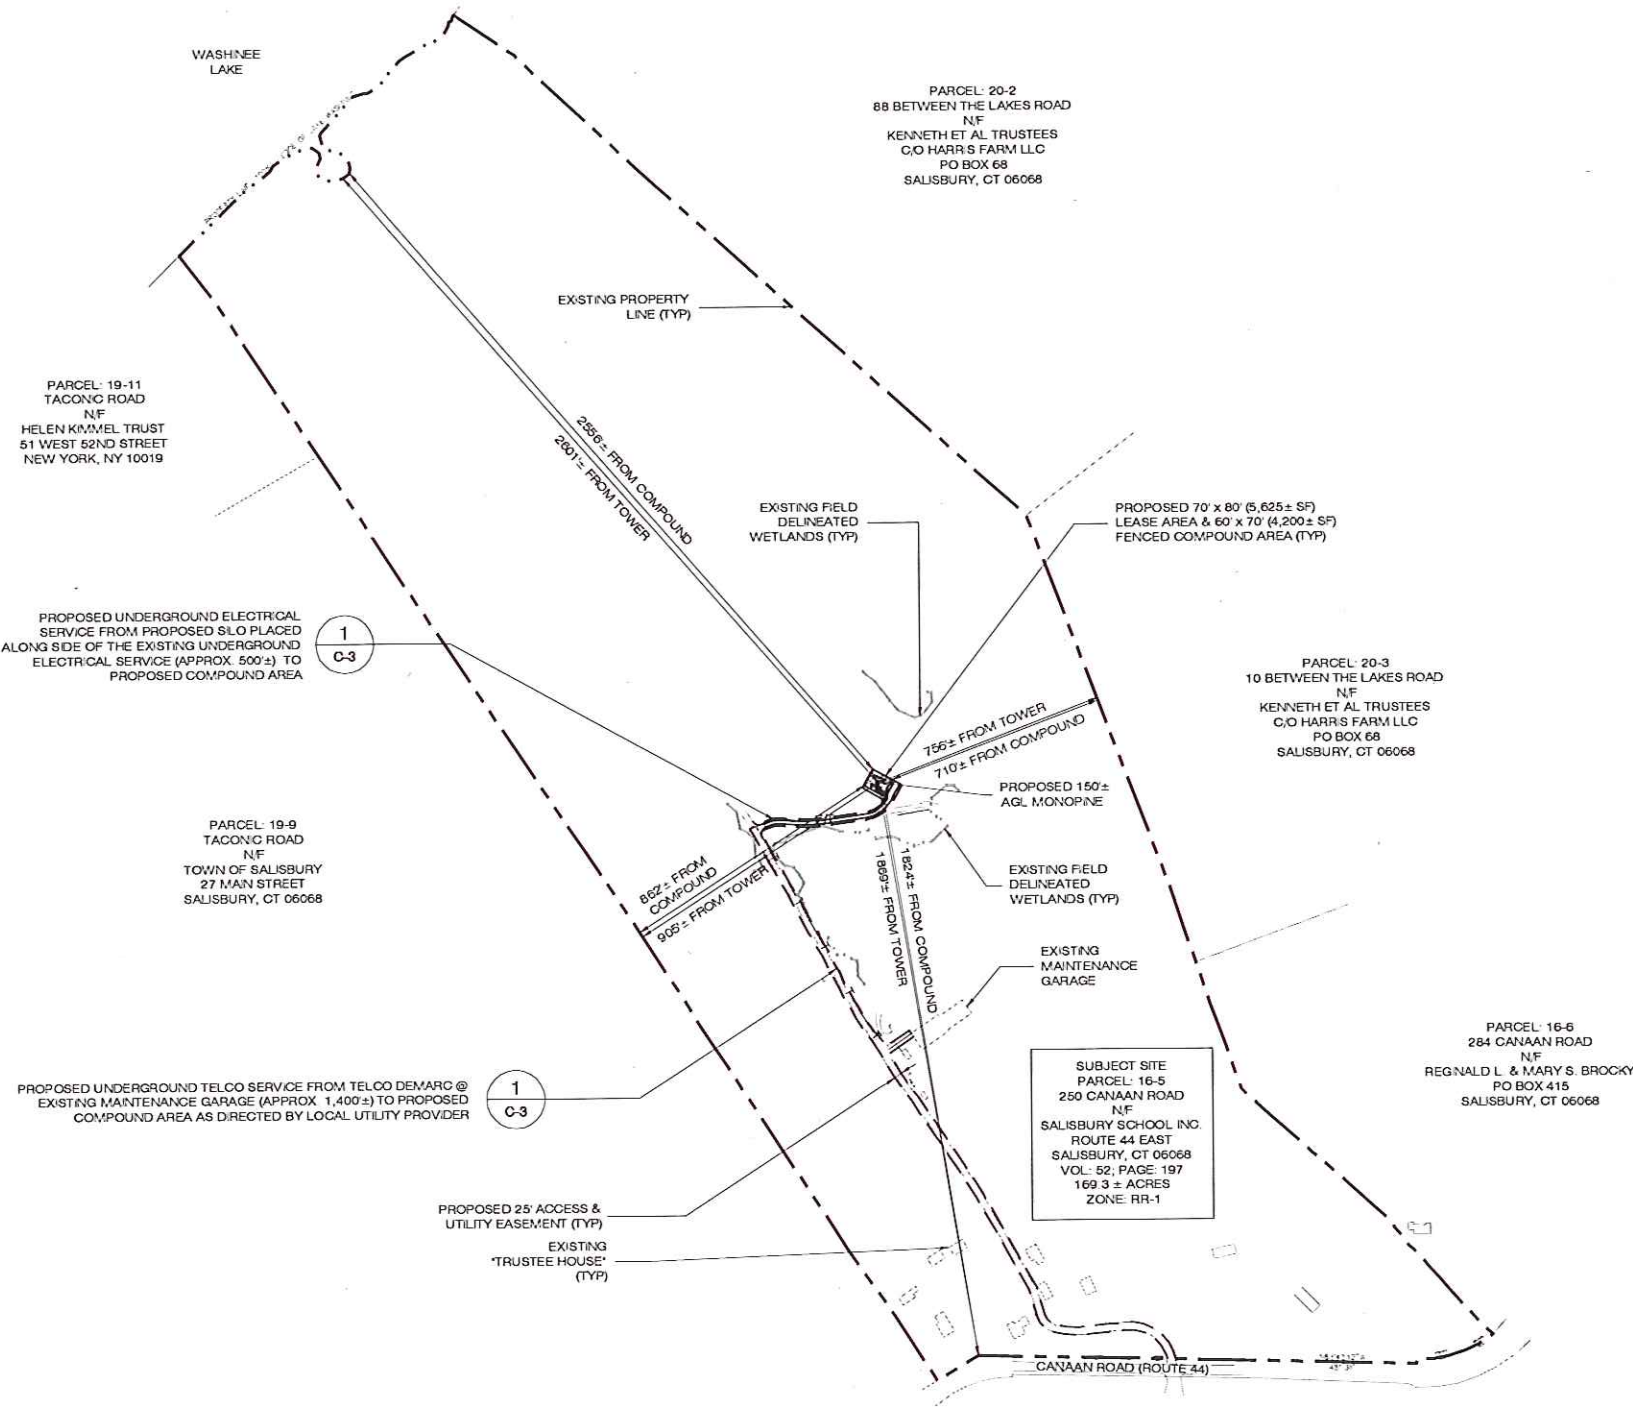 WASHINEE
LAKE
PARCEL: 20-2
88 BETWEEN THE LAKES ROAD
N/F
KENNETH ET AL TRUSTEES
C/O HARRIS FARM LLC
PO BOX 68
SALISBURY, CT 06068
EXISTING PROPERTY
LINE (TYP)
PARCEL: 19-11
TACONIC ROAD
N/F
HELEN KIMMEL TRUST
51 WEST 52ND STREET
NEW YORK, NY 10019
2556'± FROM COMPOUND
2601'± FROM TOWER
EXISTING FIELD
DELINEATED
WETLANDS (TYP)
PROPOSED 70' x 80' (5,625± SF)
LEASE AREA & 60' x 70' (4,200± SF)
FENCED COMPOUND AREA (TYP)
PROPOSED UNDERGROUND ELECTRICAL
SERVICE FROM PROPOSED SILO PLACED
ALONG SIDE OF THE EXISTING UNDERGROUND
ELECTRICAL SERVICE (APPROX. 500'±) TO
PROPOSED COMPOUND AREA
1
C-3
PARCEL: 20-3
10 BETWEEN THE LAKES ROAD
N/F
KENNETH ET AL TRUSTEES
C/O HARRIS FARM LLC
PO BOX 68
SALISBURY, CT 06068
756'± FROM TOWER
710'± FROM COMPOUND
PROPOSED 150'±
AGL MONOPINE
PARCEL: 19-9
TACONIC ROAD
N/F
TOWN OF SALISBURY
27 MAIN STREET
SALISBURY, CT 06068
862'± FROM
COMPOUND
905'± FROM TOWER
1824'± FROM COMPOUND
1869'± FROM TOWER
EXISTING FIELD
DELINEATED
WETLANDS (TYP)
EXISTING
MAINTENANCE
GARAGE
PROPOSED UNDERGROUND TELCO SERVICE FROM TELCO DEMARC @
EXISTING MAINTENANCE GARAGE (APPROX. 1,400'±) TO PROPOSED
COMPOUND AREA AS DIRECTED BY LOCAL UTILITY PROVIDER
1
C-3
SUBJECT SITE
PARCEL: 16-5
250 CANAAN ROAD
N/F
SALISBURY SCHOOL INC.
ROUTE 44 EAST
SALISBURY, CT 06068
VOL: 52; PAGE: 197
169.3 ± ACRES
ZONE: RR-1
PARCEL: 16-6
284 CANAAN ROAD
N/F
REGINALD L. & MARY S. BROCKY
PO BOX 415
SALISBURY, CT 06068
PROPOSED 25' ACCESS &
UTILITY EASEMENT (TYP)
EXISTING
"TRUSTEE HOUSE"
(TYP)
CANAAN ROAD (ROUTE 44)